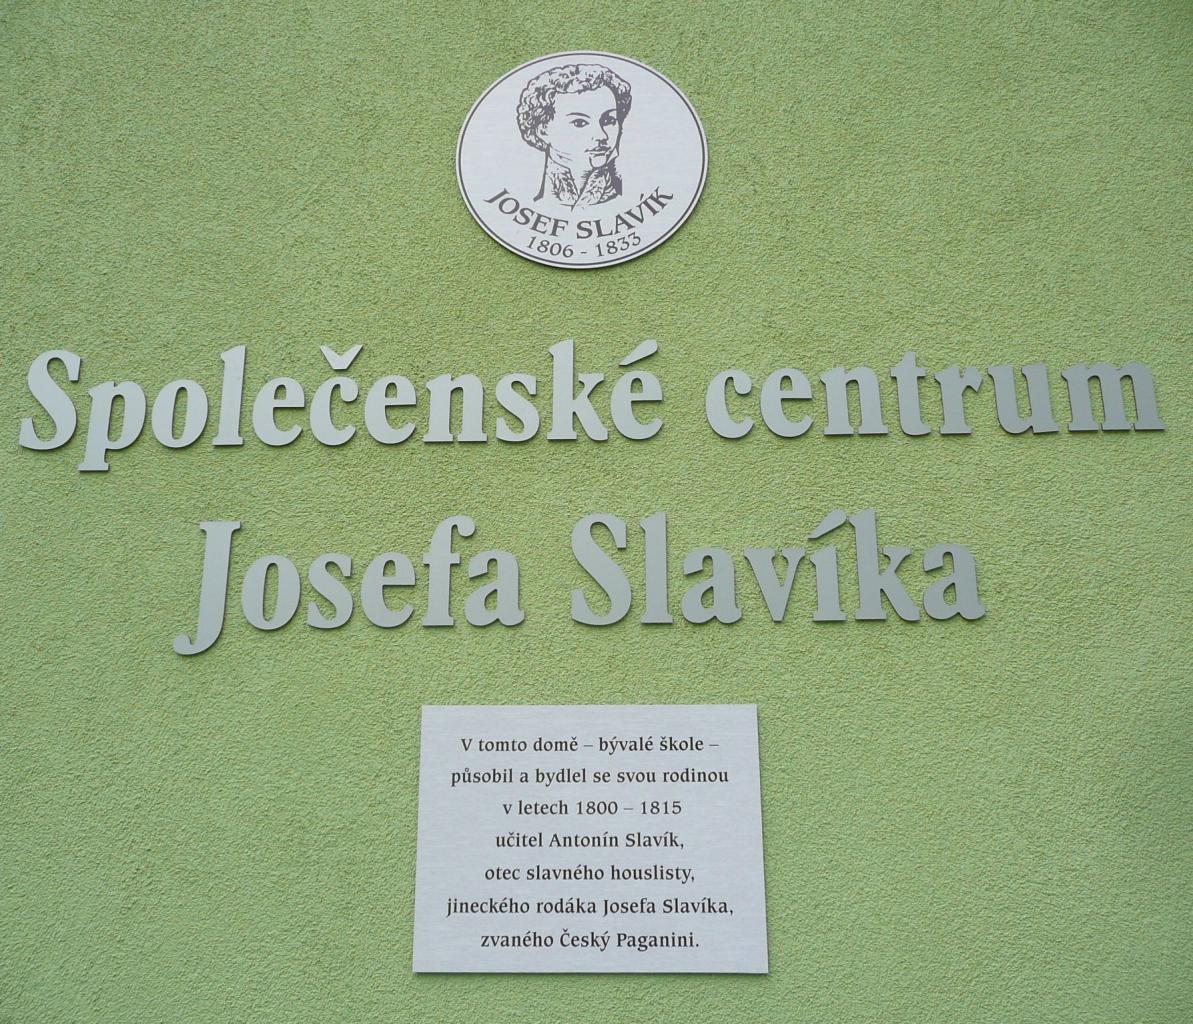 JOSEF SLAVÍK
1806 - 1833
Společenské centrum
Josefa Slavíka
V tomto domě – bývalé škole –
působil a bydlel se svou rodinou
v letech 1800 – 1815
učitel Antonín Slavík,
otec slavného houslisty,
jineckého rodáka Josefa Slavíka,
zvaného Český Paganini.